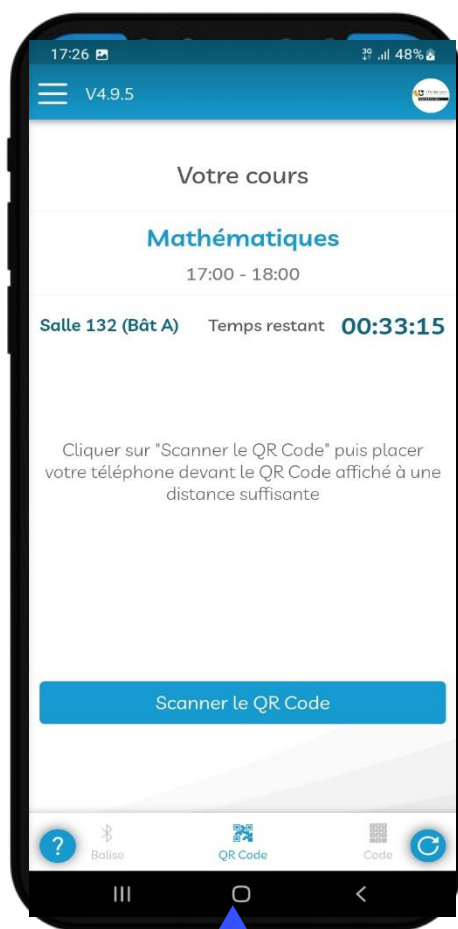 17:26 3G 48%
V4.9.5
Votre cours
Mathématiques
17:00 - 18:00
Salle 132 (Bât A) Temps restant 00:33:15
Cliquer sur "Scanner le QR Code" puis placer
votre téléphone devant le QR Code affiché à une
distance suffisante
Scanner le QR Code
?
Balise QR Code Code